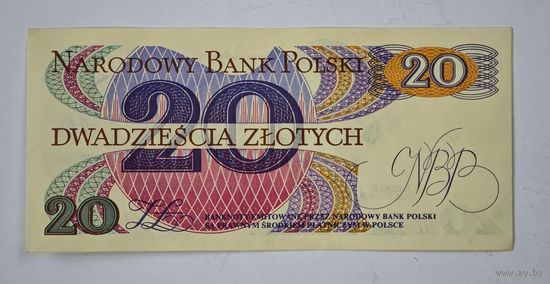 NARODOWY BANK POLSKI
20
20
DWADZIEŚCIA ZŁOTYCH
NBP
20
BANKNOTY EMITOWANE PRZEZ NARODOWY BANK POLSKI
SĄ PRAWNYM ŚRODKIEM PŁATNICZYM W POLSCE
www.ay.by